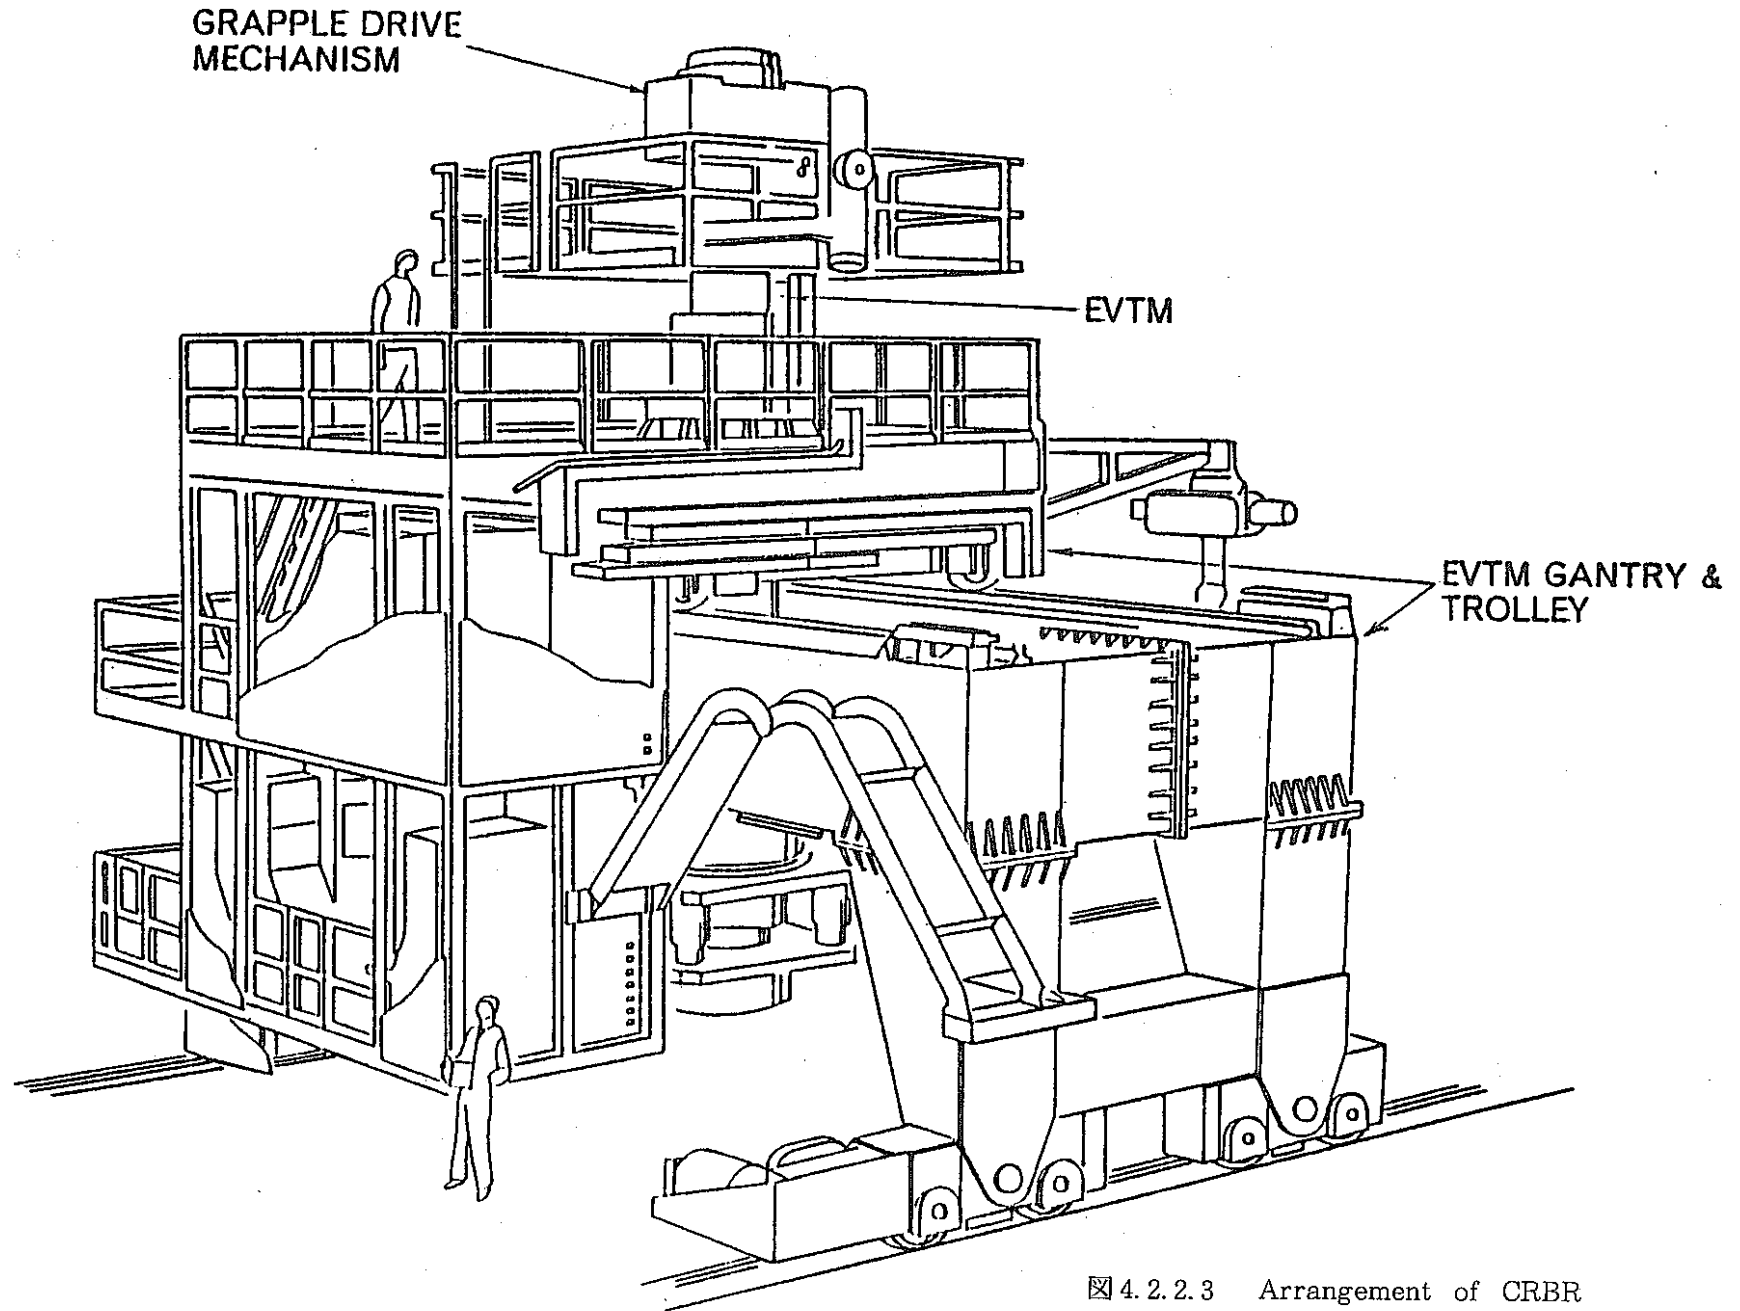 GRAPPLE DRIVE
MECHANISM
EVTM
EVTM GANTRY &
TROLLEY
図4.2.2.3 Arrangement of CRBR